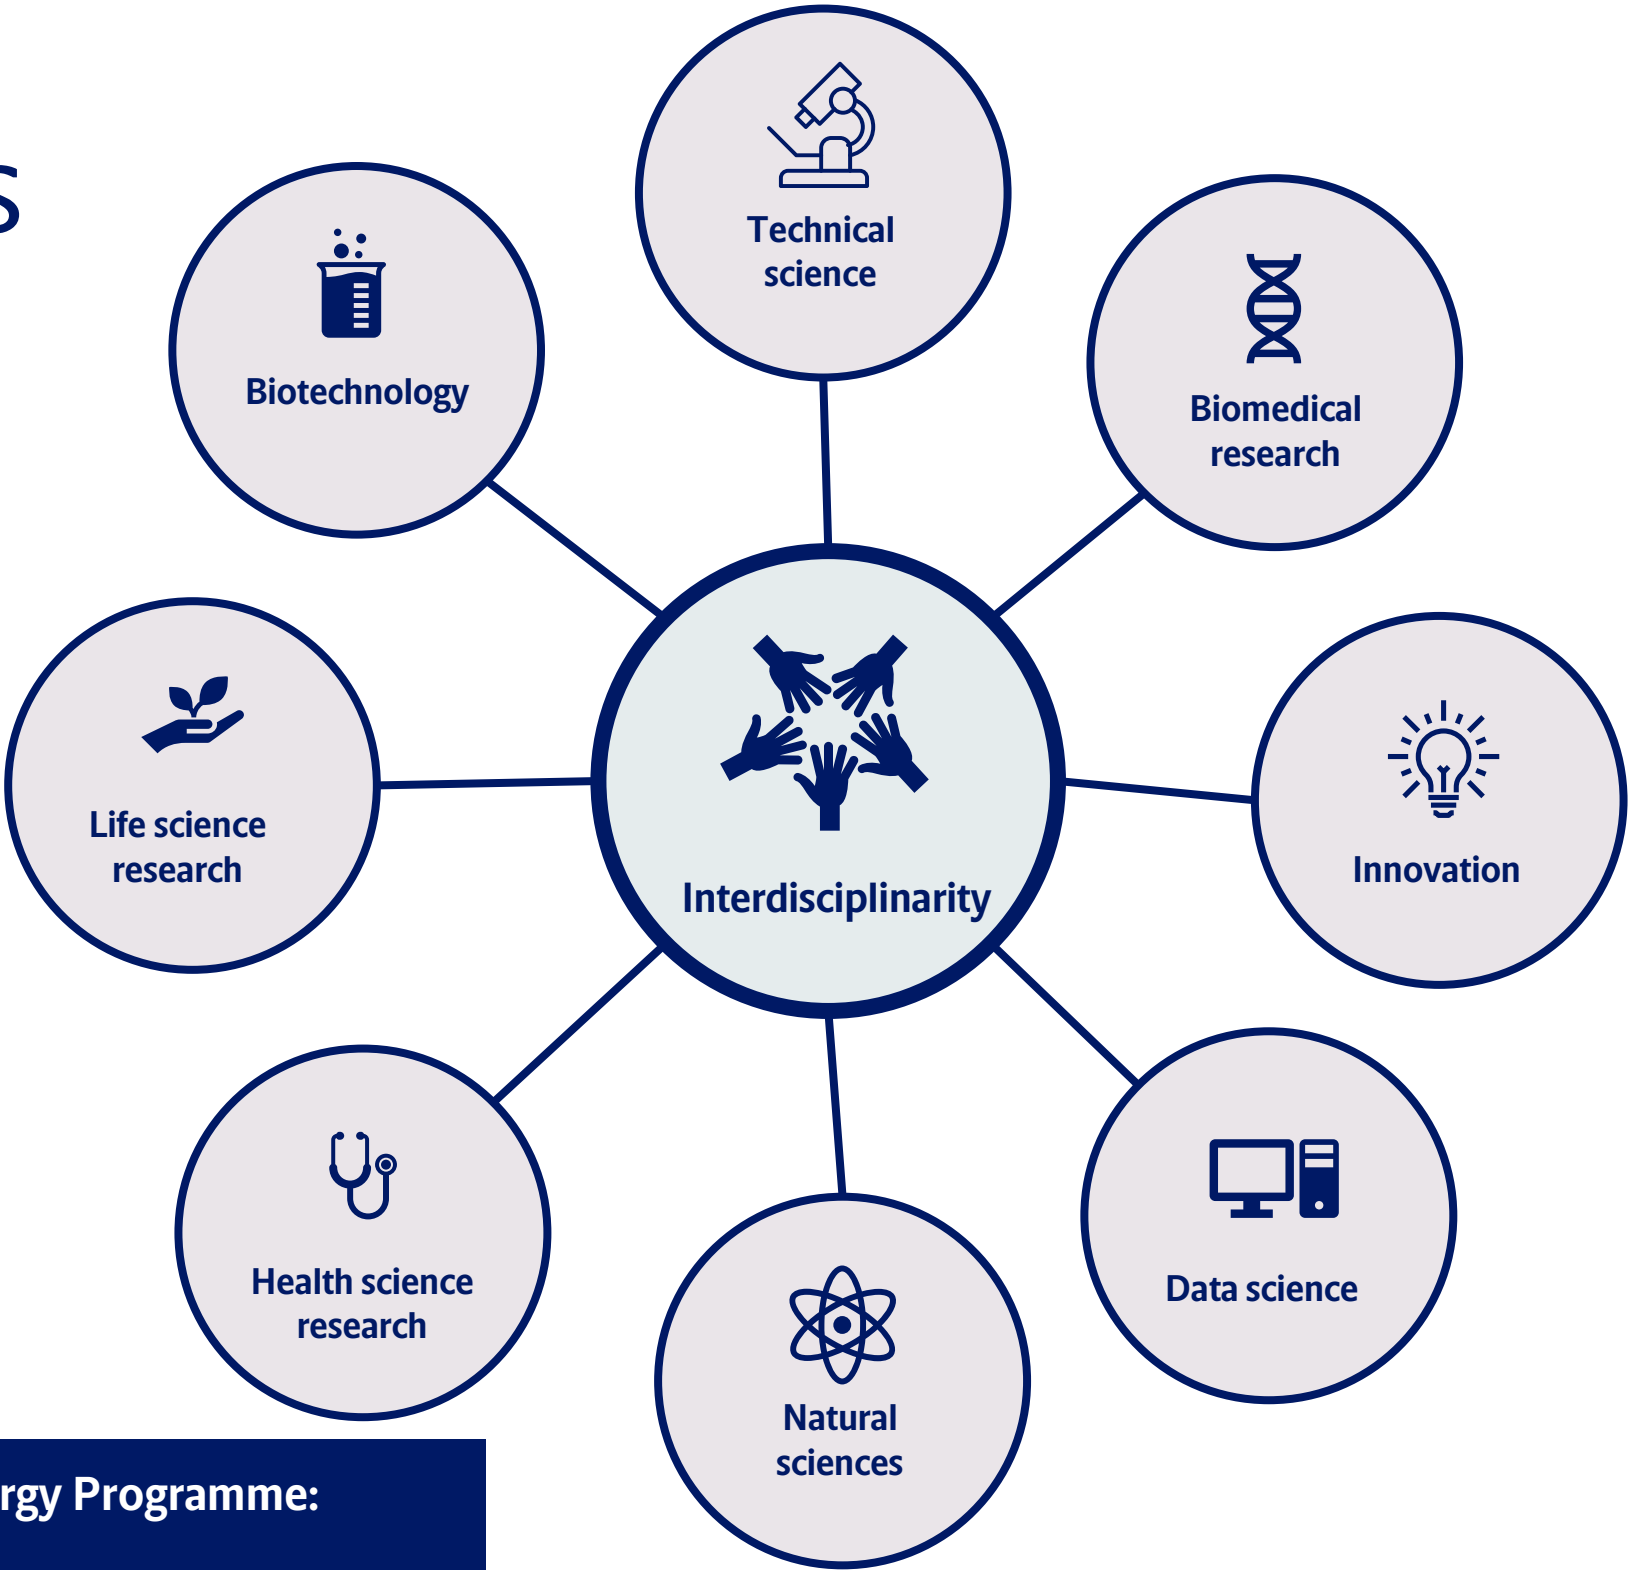 Technical
science
Biotechnology
Biomedical
research
Life science
research
Interdisciplinarity
Innovation
Health science
research
Data science
Natural
sciences
rgy Programme: